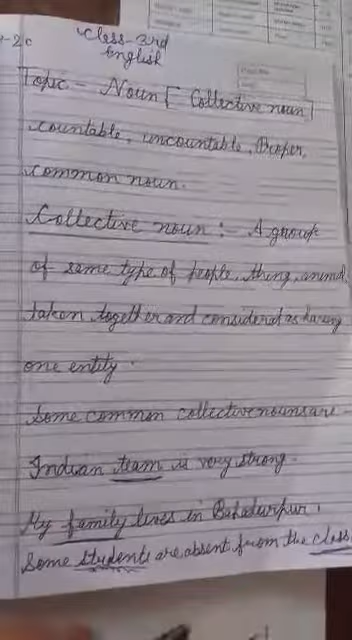 Class-3rd
English
Topic - Noun [ Collective noun ]
countable, uncountable, Proper,
common noun.
Collective noun :- A group
of same type of people, thing, animal
taken together and considerd as having
one entity.
Some common collective nouns are -
Indian team is very strong.
My family lives in Bahadurpur.
Some students are absent from the class.